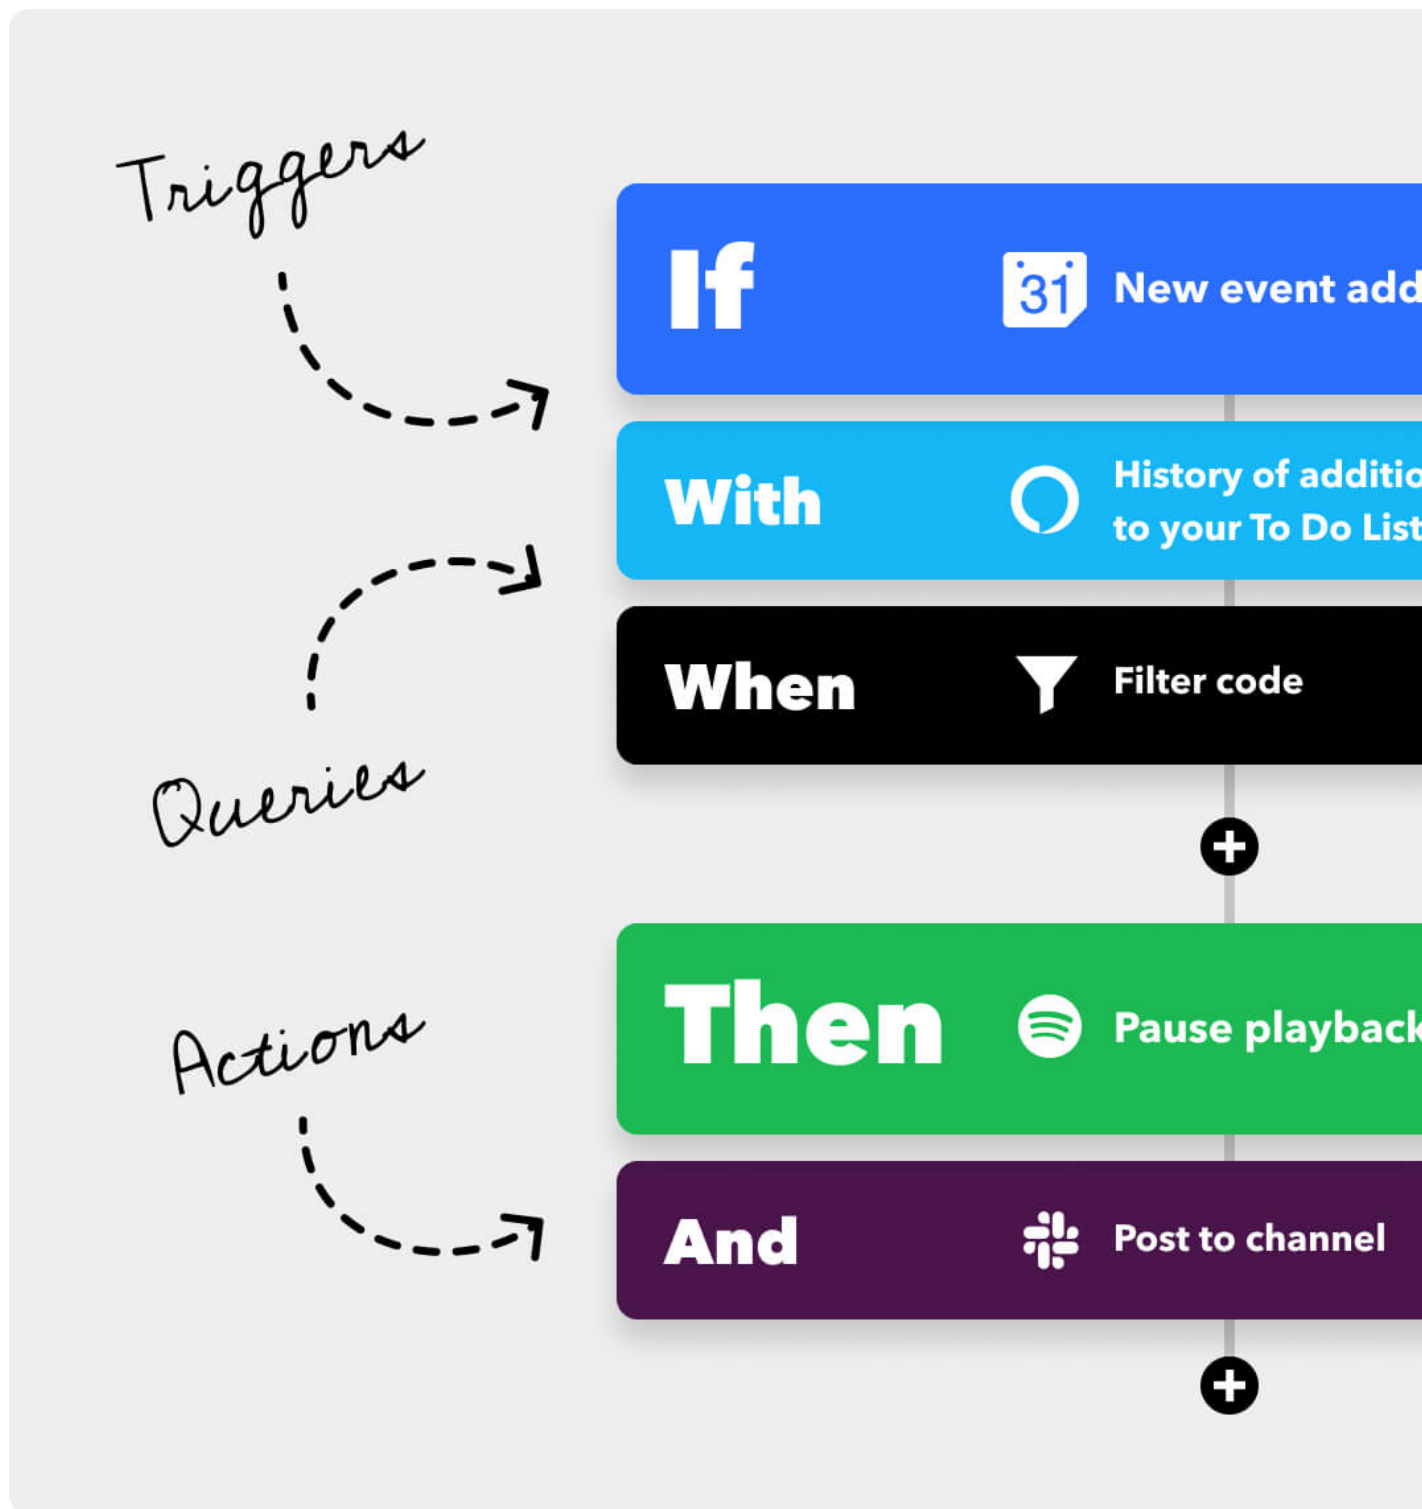 Triggers
If
31
New event add
With
History of additio
to your To Do List
When
Filter code
Queries
Then
Pause playback
Actions
And
Post to channel